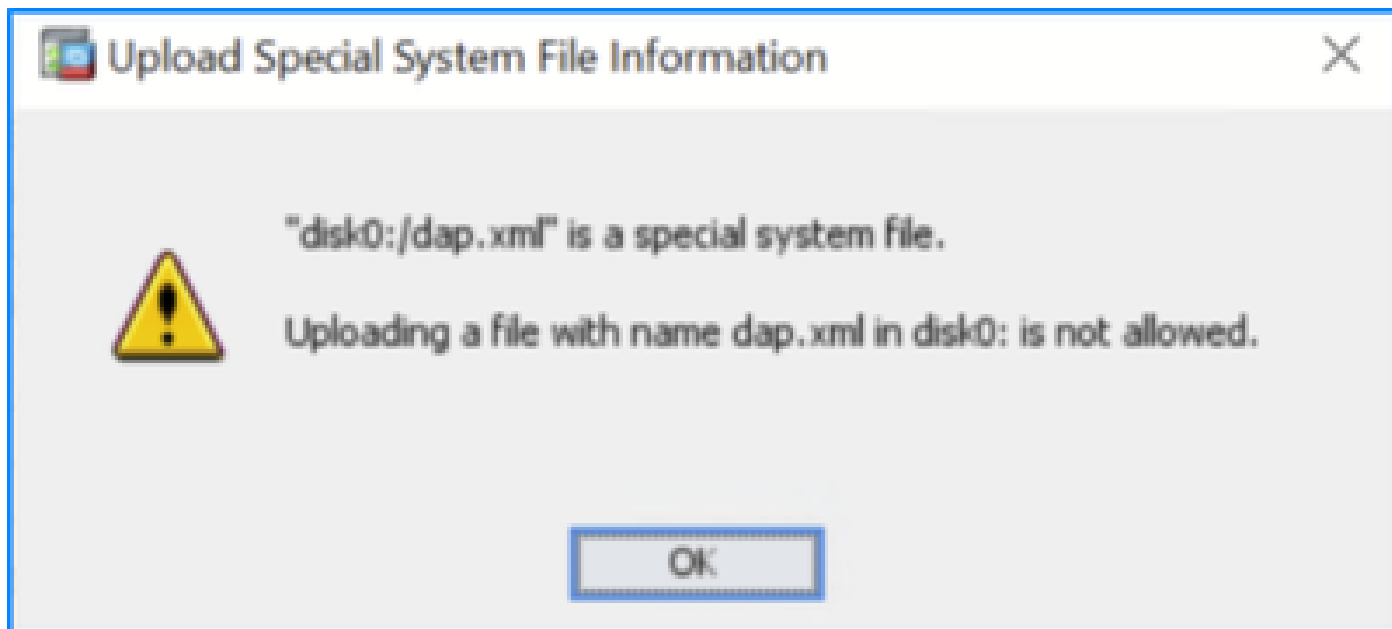 Upload Special System File Information
"disk0:/dap.xml" is a special system file.
Uploading a file with name dap.xml in disk0: is not allowed.
OK